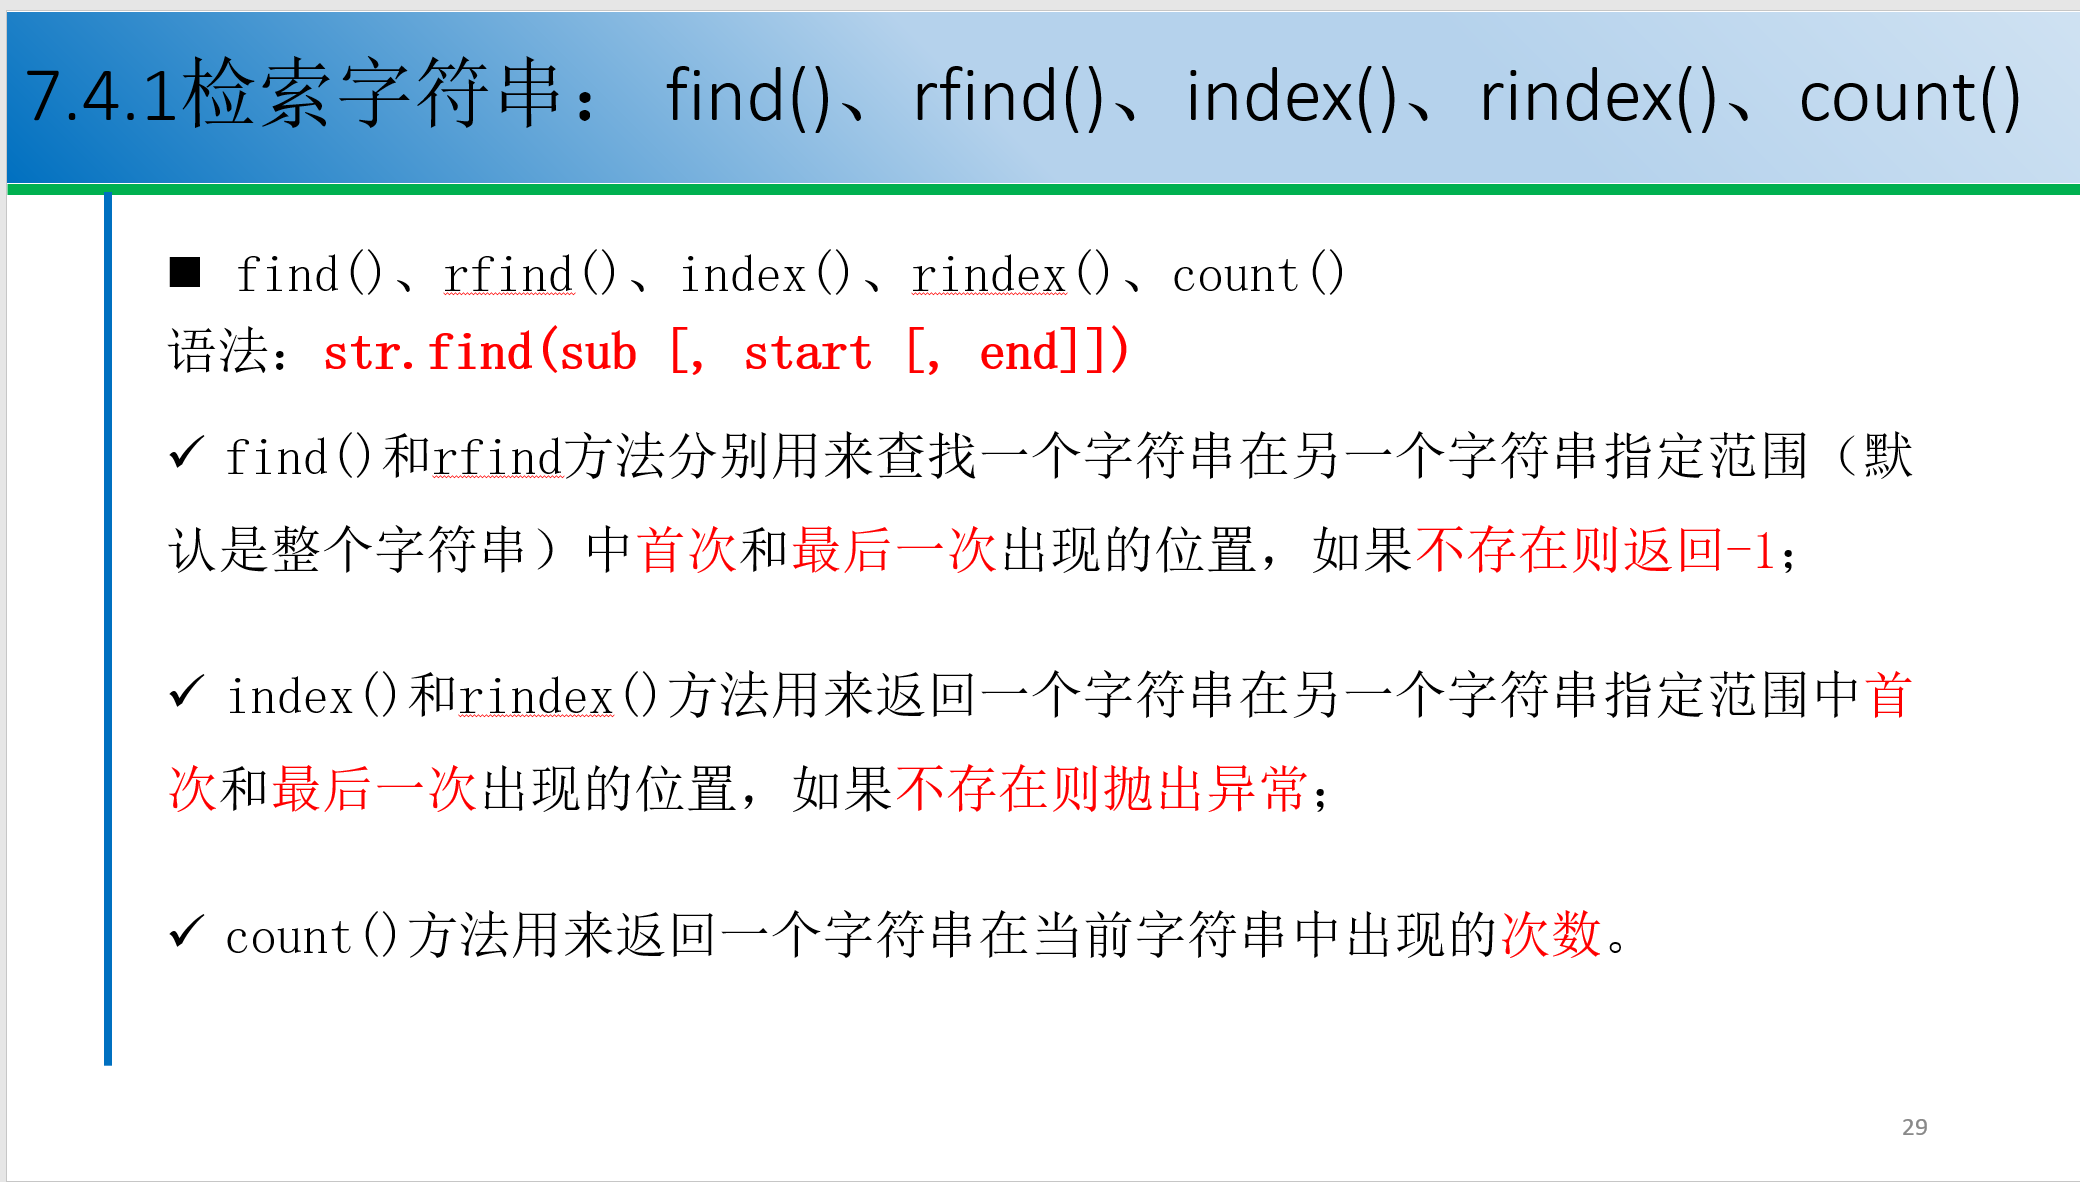 7.4.1检索字符串： find()、rfind()、index()、rindex()、count()
■ find()、rfind()、index()、rindex()、count()
语法：str.find(sub [, start [, end]])
✓ find()和rfind方法分别用来查找一个字符串在另一个字符串指定范围（默
认是整个字符串）中首次和最后一次出现的位置，如果不存在则返回-1；
✓ index()和rindex()方法用来返回一个字符串在另一个字符串指定范围中首
次和最后一次出现的位置，如果不存在则抛出异常；
✓ count()方法用来返回一个字符串在当前字符串中出现的次数。
29